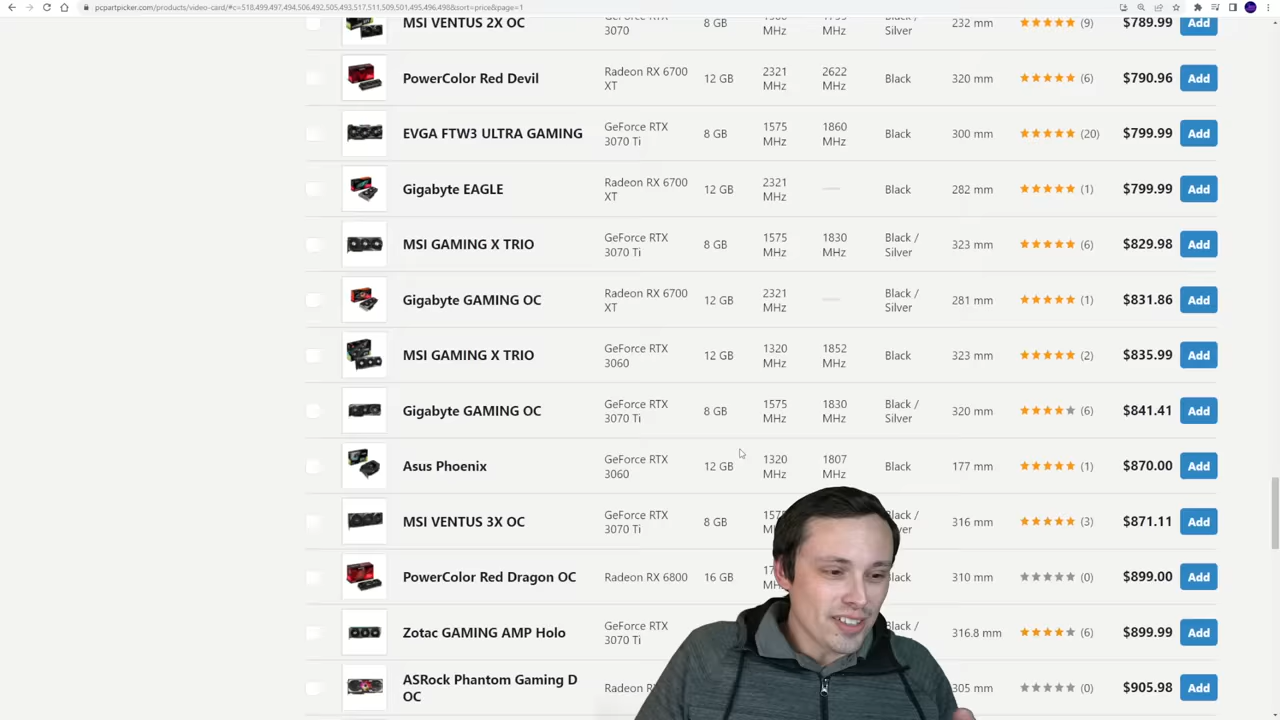 pcpartpicker.com/products/video-card/#c=518,499,497,494,506,492,505,493,517,511,509,501,495,496,498&sort=price&page=1
MSI VENTUS 2X OC
3070
8 GB
MHz
MHz
Silver
232 mm
$789.99
Add
PowerColor Red Devil
Radeon RX 6700
XT
12 GB
2321
MHz
2622
MHz
Black
320 mm
(6)
$790.96
Add
EVGA FTW3 ULTRA GAMING
GeForce RTX
3070 Ti
8 GB
1575
MHz
1860
MHz
Black
300 mm
(20)
$799.99
Add
Gigabyte EAGLE
Radeon RX 6700
XT
12 GB
2321
MHz
Black
282 mm
(1)
$799.99
Add
MSI GAMING X TRIO
GeForce RTX
3070 Ti
8 GB
1575
MHz
1830
MHz
Black /
Silver
323 mm
(6)
$829.98
Add
Gigabyte GAMING OC
Radeon RX 6700
XT
12 GB
2321
MHz
Black /
Silver
281 mm
(1)
$831.86
Add
MSI GAMING X TRIO
GeForce RTX
3060
12 GB
1320
MHz
1852
MHz
Black
323 mm
(2)
$835.99
Add
Gigabyte GAMING OC
GeForce RTX
3070 Ti
8 GB
1575
MHz
1830
MHz
Black /
Silver
320 mm
(6)
$841.41
Add
Asus Phoenix
GeForce RTX
3060
12 GB
1320
MHz
1807
MHz
Black
177 mm
(1)
$870.00
Add
MSI VENTUS 3X OC
GeForce RTX
3070 Ti
8 GB
316 mm
(3)
$871.11
Add
PowerColor Red Dragon OC
Radeon RX 6800
16 GB
Black
310 mm
(0)
$899.00
Add
Zotac GAMING AMP Holo
GeForce RTX
3070 Ti
8 GB
Black /
316.8 mm
(6)
$899.99
Add
ASRock Phantom Gaming D
OC
Radeon
305 mm
(0)
$905.98
Add